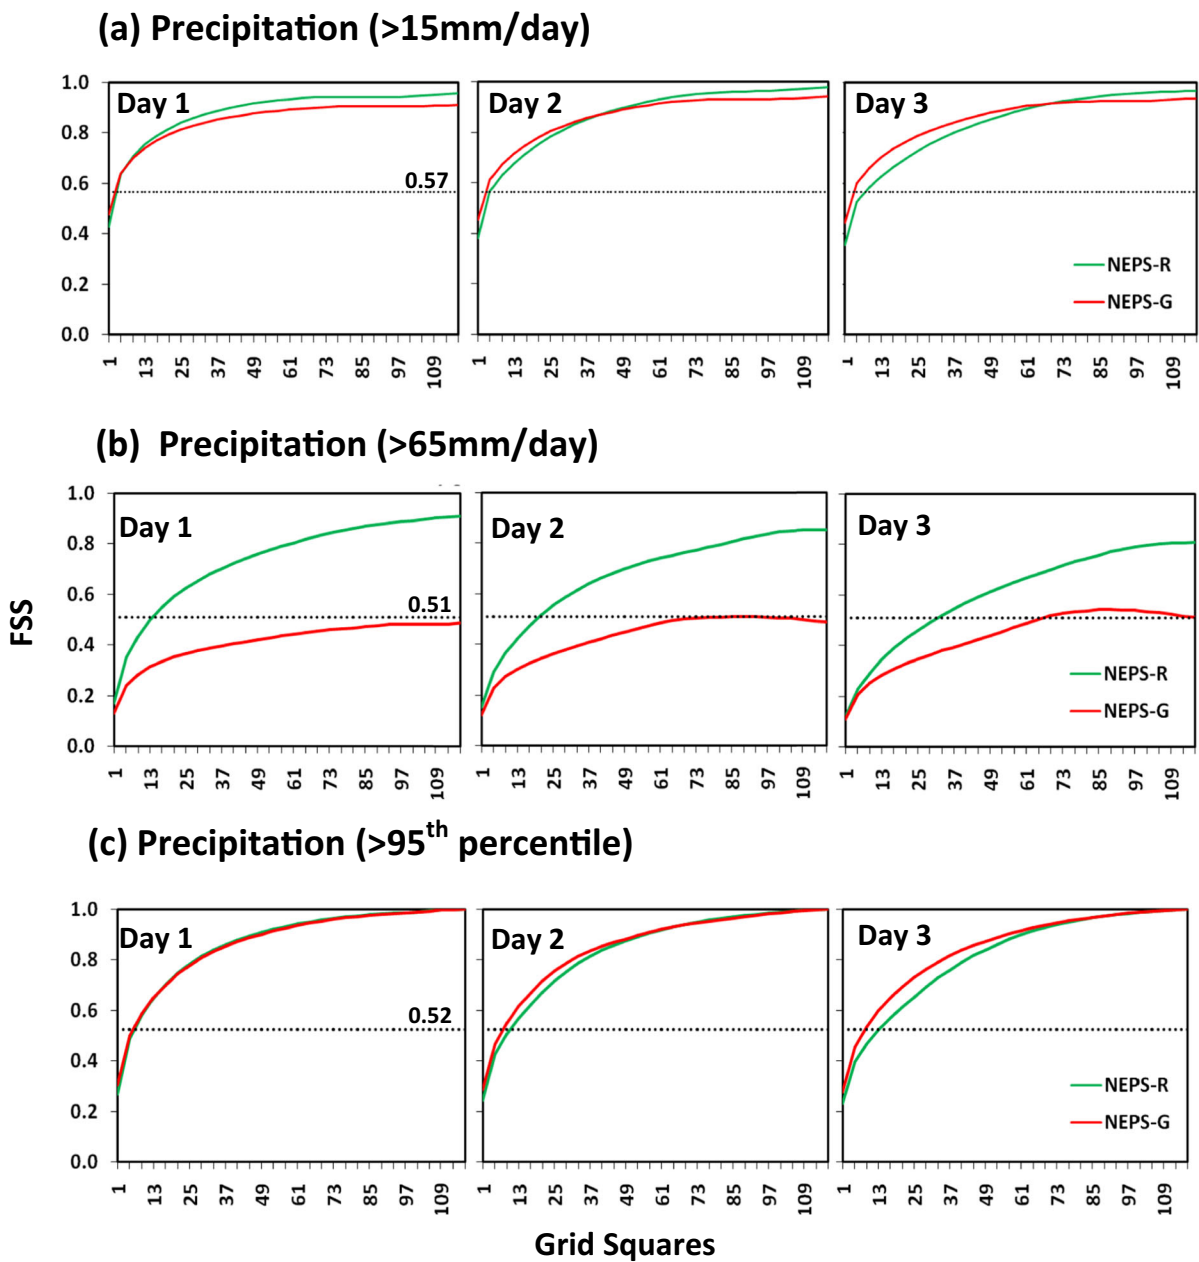 (a) Precipitation (>15mm/day)
1.0
0.8
0.6
0.4
0.2
0.0
Day 1
Day 2
Day 3
0.57
NEPS-R
NEPS-G
1 13 25 37 49 61 73 85 97 109
1 13 25 37 49 61 73 85 97 109
1 13 25 37 49 61 73 85 97 109
(b) Precipitation (>65mm/day)
1.0
0.8
0.6
0.4
0.2
0.0
FSS
Day 1
Day 2
Day 3
0.51
NEPS-R
NEPS-G
1 13 25 37 49 61 73 85 97 109
1 13 25 37 49 61 73 85 97 109
1 13 25 37 49 61 73 85 97 109
(c) Precipitation (>95th percentile)
1.0
0.8
0.6
0.4
0.2
0.0
Day 1
Day 2
Day 3
0.52
NEPS-R
NEPS-G
1 13 25 37 49 61 73 85 97 109
1 13 25 37 49 61 73 85 97 109
1 13 25 37 49 61 73 85 97 109
Grid Squares